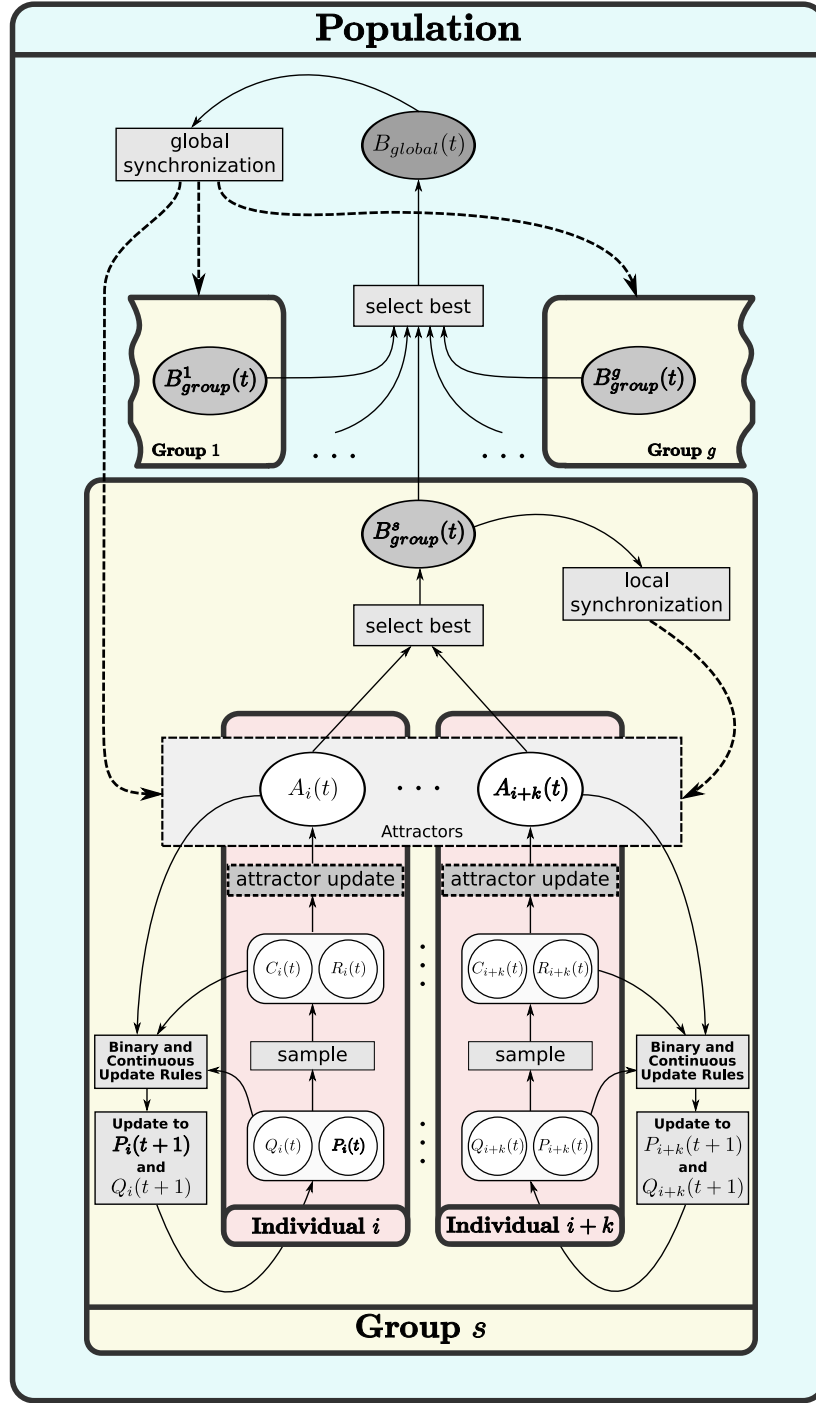 Population
global
synchronization
B_{global}(t)
select best
B^{1}_{group}(t)
Group 1
. . .
. . .
B^{g}_{group}(t)
Group g
B^{s}_{group}(t)
local
synchronization
select best
A_i(t)
. . .
A_{i+k}(t)
Attractors
attractor update
attractor update
C_i(t) R_i(t)
C_{i+k}(t) R_{i+k}(t)
Binary and
Continuous
Update Rules
sample
sample
Binary and
Continuous
Update Rules
Update to
P_i(t+1)
and
Q_i(t+1)
Q_i(t) P_i(t)
Q_{i+k}(t) P_{i+k}(t)
Update to
P_{i+k}(t+1)
and
Q_{i+k}(t+1)
Individual i
Individual i + k
Group s